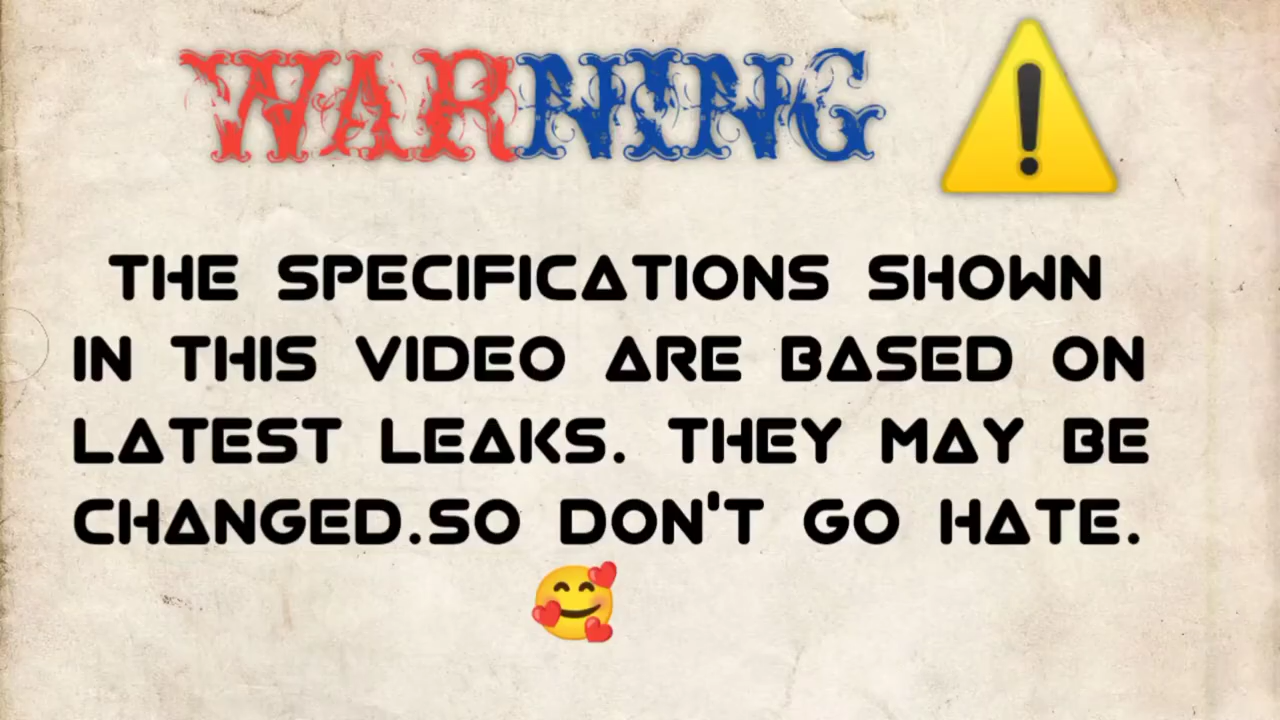 WARNING ⚠️
THE SPECIFICATIONS SHOWN
IN THIS VIDEO ARE BASED ON
LATEST LEAKS. THEY MAY BE
CHANGED.SO DON'T GO HATE.
🥰